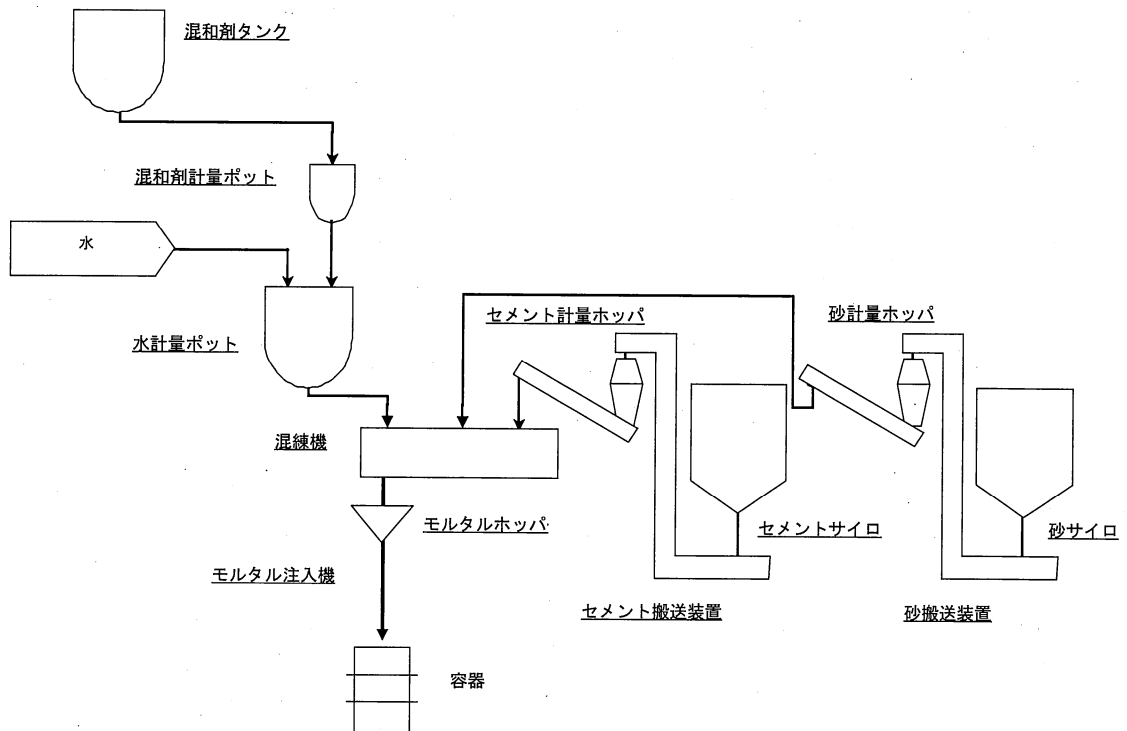 混和剤タンク
混和剤計量ポット
水
水計量ポット
セメント計量ホッパ
砂計量ホッパ
混練機
モルタルホッパ
セメントサイロ
砂サイロ
モルタル注入機
セメント搬送装置
砂搬送装置
容器